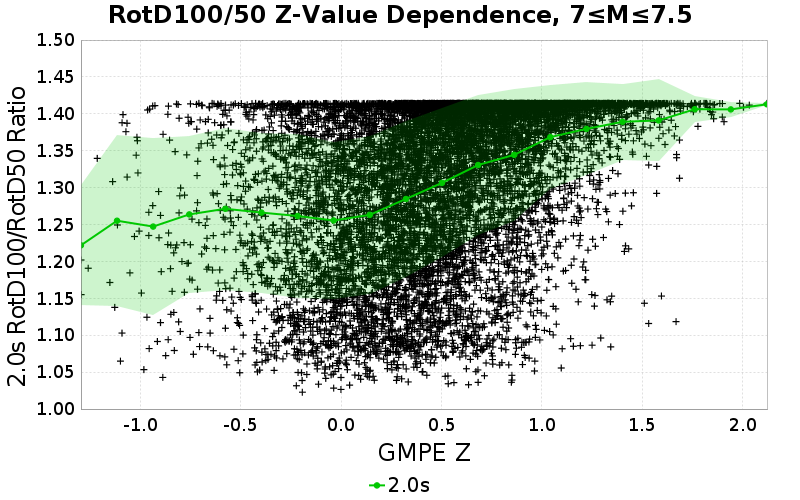 RotD100/50 Z-Value Dependence, 7≤M≤7.5
2.0s RotD100/RotD50 Ratio
1.50
1.45
1.40
1.35
1.30
1.25
1.20
1.15
1.10
1.05
1.00
-1.0 -0.5 0.0 0.5 1.0 1.5 2.0
GMPE Z
2.0s